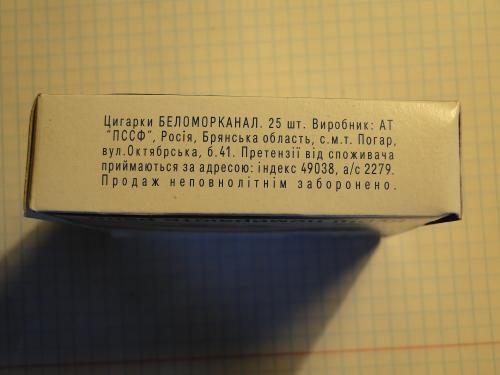 Цигарки БЕЛОМОРКАНАЛ. 25 шт. Виробник: АТ
"ПССФ", Росія, Брянська область, с.м.т. Погар,
вул.Октябрська, б.41. Претензії від споживача
приймаються за адресою: індекс 49038, а/с 2279.
Продаж неповнолітнім заборонено.